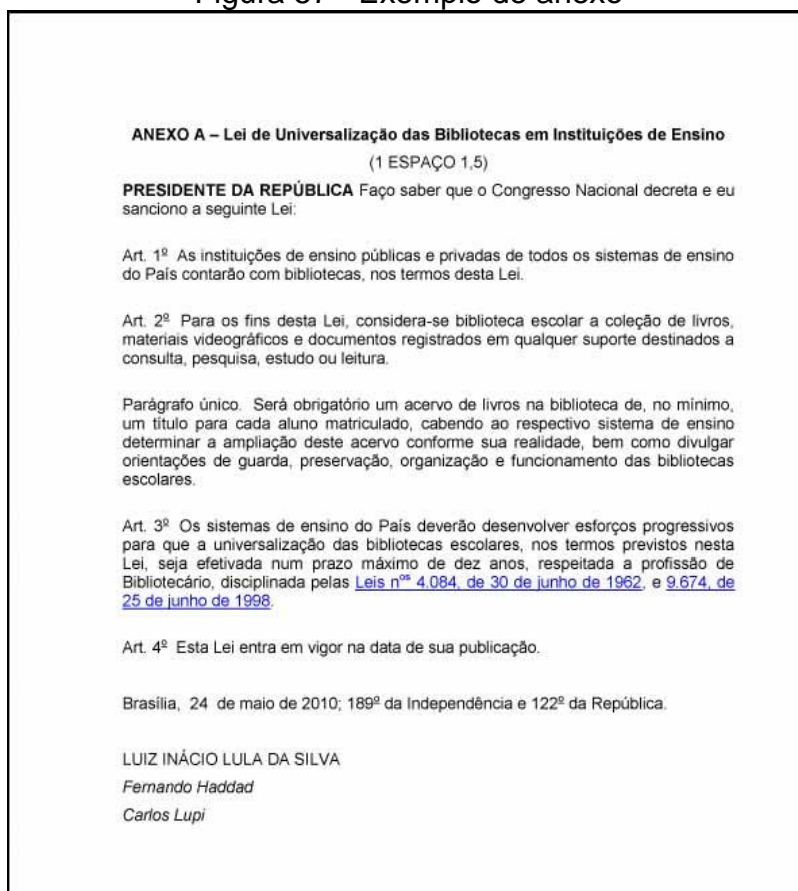 ANEXO A – Lei de Universalização das Bibliotecas em Instituições de Ensino
(1 ESPAÇO 1,5)
PRESIDENTE DA REPÚBLICA Faço saber que o Congresso Nacional decreta e eu
sanciono a seguinte Lei:
Art. 1º As instituições de ensino públicas e privadas de todos os sistemas de ensino
do País contarão com bibliotecas, nos termos desta Lei.
Art. 2º Para os fins desta Lei, considera-se biblioteca escolar a coleção de livros,
materiais videográficos e documentos registrados em qualquer suporte destinados a
consulta, pesquisa, estudo ou leitura.
Parágrafo único. Será obrigatório um acervo de livros na biblioteca de, no mínimo,
um título para cada aluno matriculado, cabendo ao respectivo sistema de ensino
determinar a ampliação deste acervo conforme sua realidade, bem como divulgar
orientações de guarda, preservação, organização e funcionamento das bibliotecas
escolares.
Art. 3º Os sistemas de ensino do País deverão desenvolver esforços progressivos
para que a universalização das bibliotecas escolares, nos termos previstos nesta
Lei, seja efetivada num prazo máximo de dez anos, respeitada a profissão de
Bibliotecário, disciplinada pelas Leis nºs 4.084, de 30 de junho de 1962, e 9.674, de
25 de junho de 1998.
Art. 4º Esta Lei entra em vigor na data de sua publicação.
Brasília, 24 de maio de 2010; 189º da Independência e 122º da República.
LUIZ INÁCIO LULA DA SILVA
Fernando Haddad
Carlos Lupi